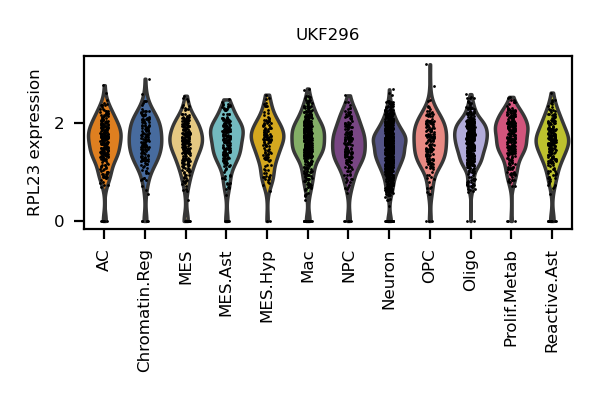 UKF296
RPL23 expression
2
0
AC
Chromatin.Reg
MES
MES.Ast
MES.Hyp
Mac
NPC
Neuron
OPC
Oligo
Prolif.Metab
Reactive.Ast